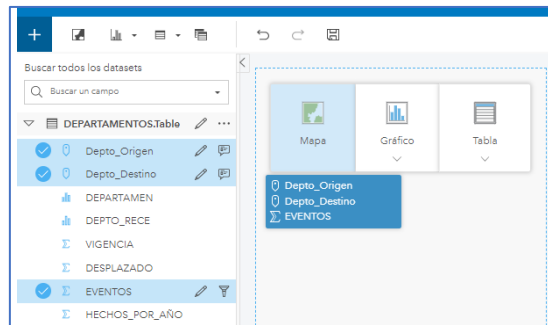 Buscar todos los datasets
Buscar un campo
DEPARTAMENTOS.Table
Depto_Origen
Depto_Destino
DEPARTAMEN
DEPTO_RECE
VIGENCIA
DESPLAZADO
EVENTOS
HECHOS_POR_AÑO
Mapa
Gráfico
Tabla
Depto_Origen
Depto_Destino
EVENTOS